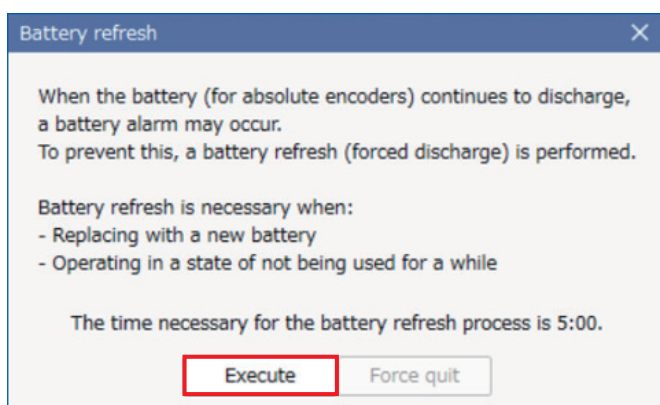 Battery refresh
When the battery (for absolute encoders) continues to discharge,
a battery alarm may occur.
To prevent this, a battery refresh (forced discharge) is performed.
Battery refresh is necessary when:
- Replacing with a new battery
- Operating in a state of not being used for a while
The time necessary for the battery refresh process is 5:00.
Execute
Force quit